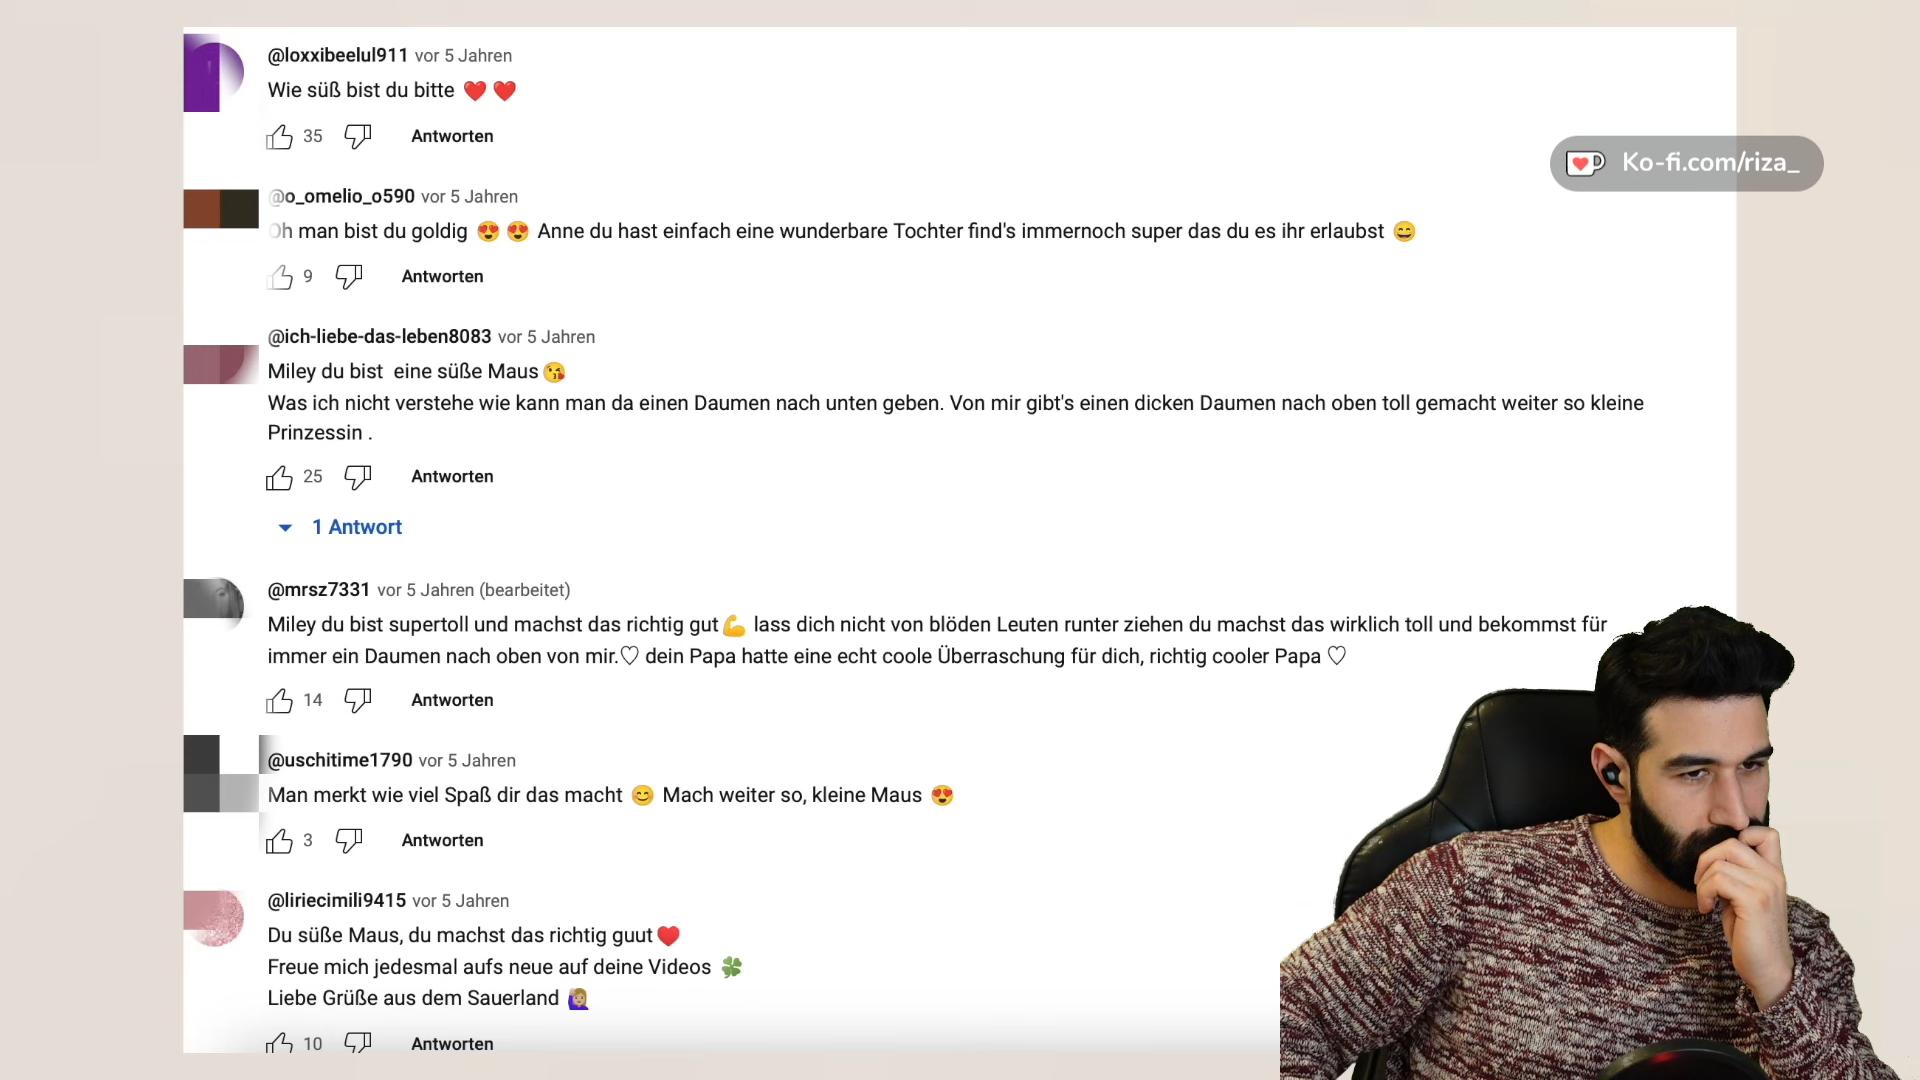 @loxxibeelul911 vor 5 Jahren
Wie süß bist du bitte ❤️ ❤️
35 Antworten
Ko-fi.com/riza_
@o_omelio_o590 vor 5 Jahren
Oh man bist du goldig 😍 😍 Anne du hast einfach eine wunderbare Tochter find's immernoch super das du es ihr erlaubst 😄
9 Antworten
@ich-liebe-das-leben8083 vor 5 Jahren
Miley du bist eine süße Maus😘
Was ich nicht verstehe wie kann man da einen Daumen nach unten geben. Von mir gibt's einen dicken Daumen nach oben toll gemacht weiter so kleine
Prinzessin .
25 Antworten
1 Antwort
@mrsz7331 vor 5 Jahren (bearbeitet)
Miley du bist supertoll und machst das richtig gut💪 lass dich nicht von blöden Leuten runter ziehen du machst das wirklich toll und bekommst für
immer ein Daumen nach oben von mir.♡ dein Papa hatte eine echt coole Überraschung für dich, richtig cooler Papa ♡
14 Antworten
@uschitime1790 vor 5 Jahren
Man merkt wie viel Spaß dir das macht 😊 Mach weiter so, kleine Maus 😍
3 Antworten
@liriecimili9415 vor 5 Jahren
Du süße Maus, du machst das richtig guut❤️
Freue mich jedesmal aufs neue auf deine Videos 🍀
Liebe Grüße aus dem Sauerland 🙋🏼‍♀️
10 Antworten